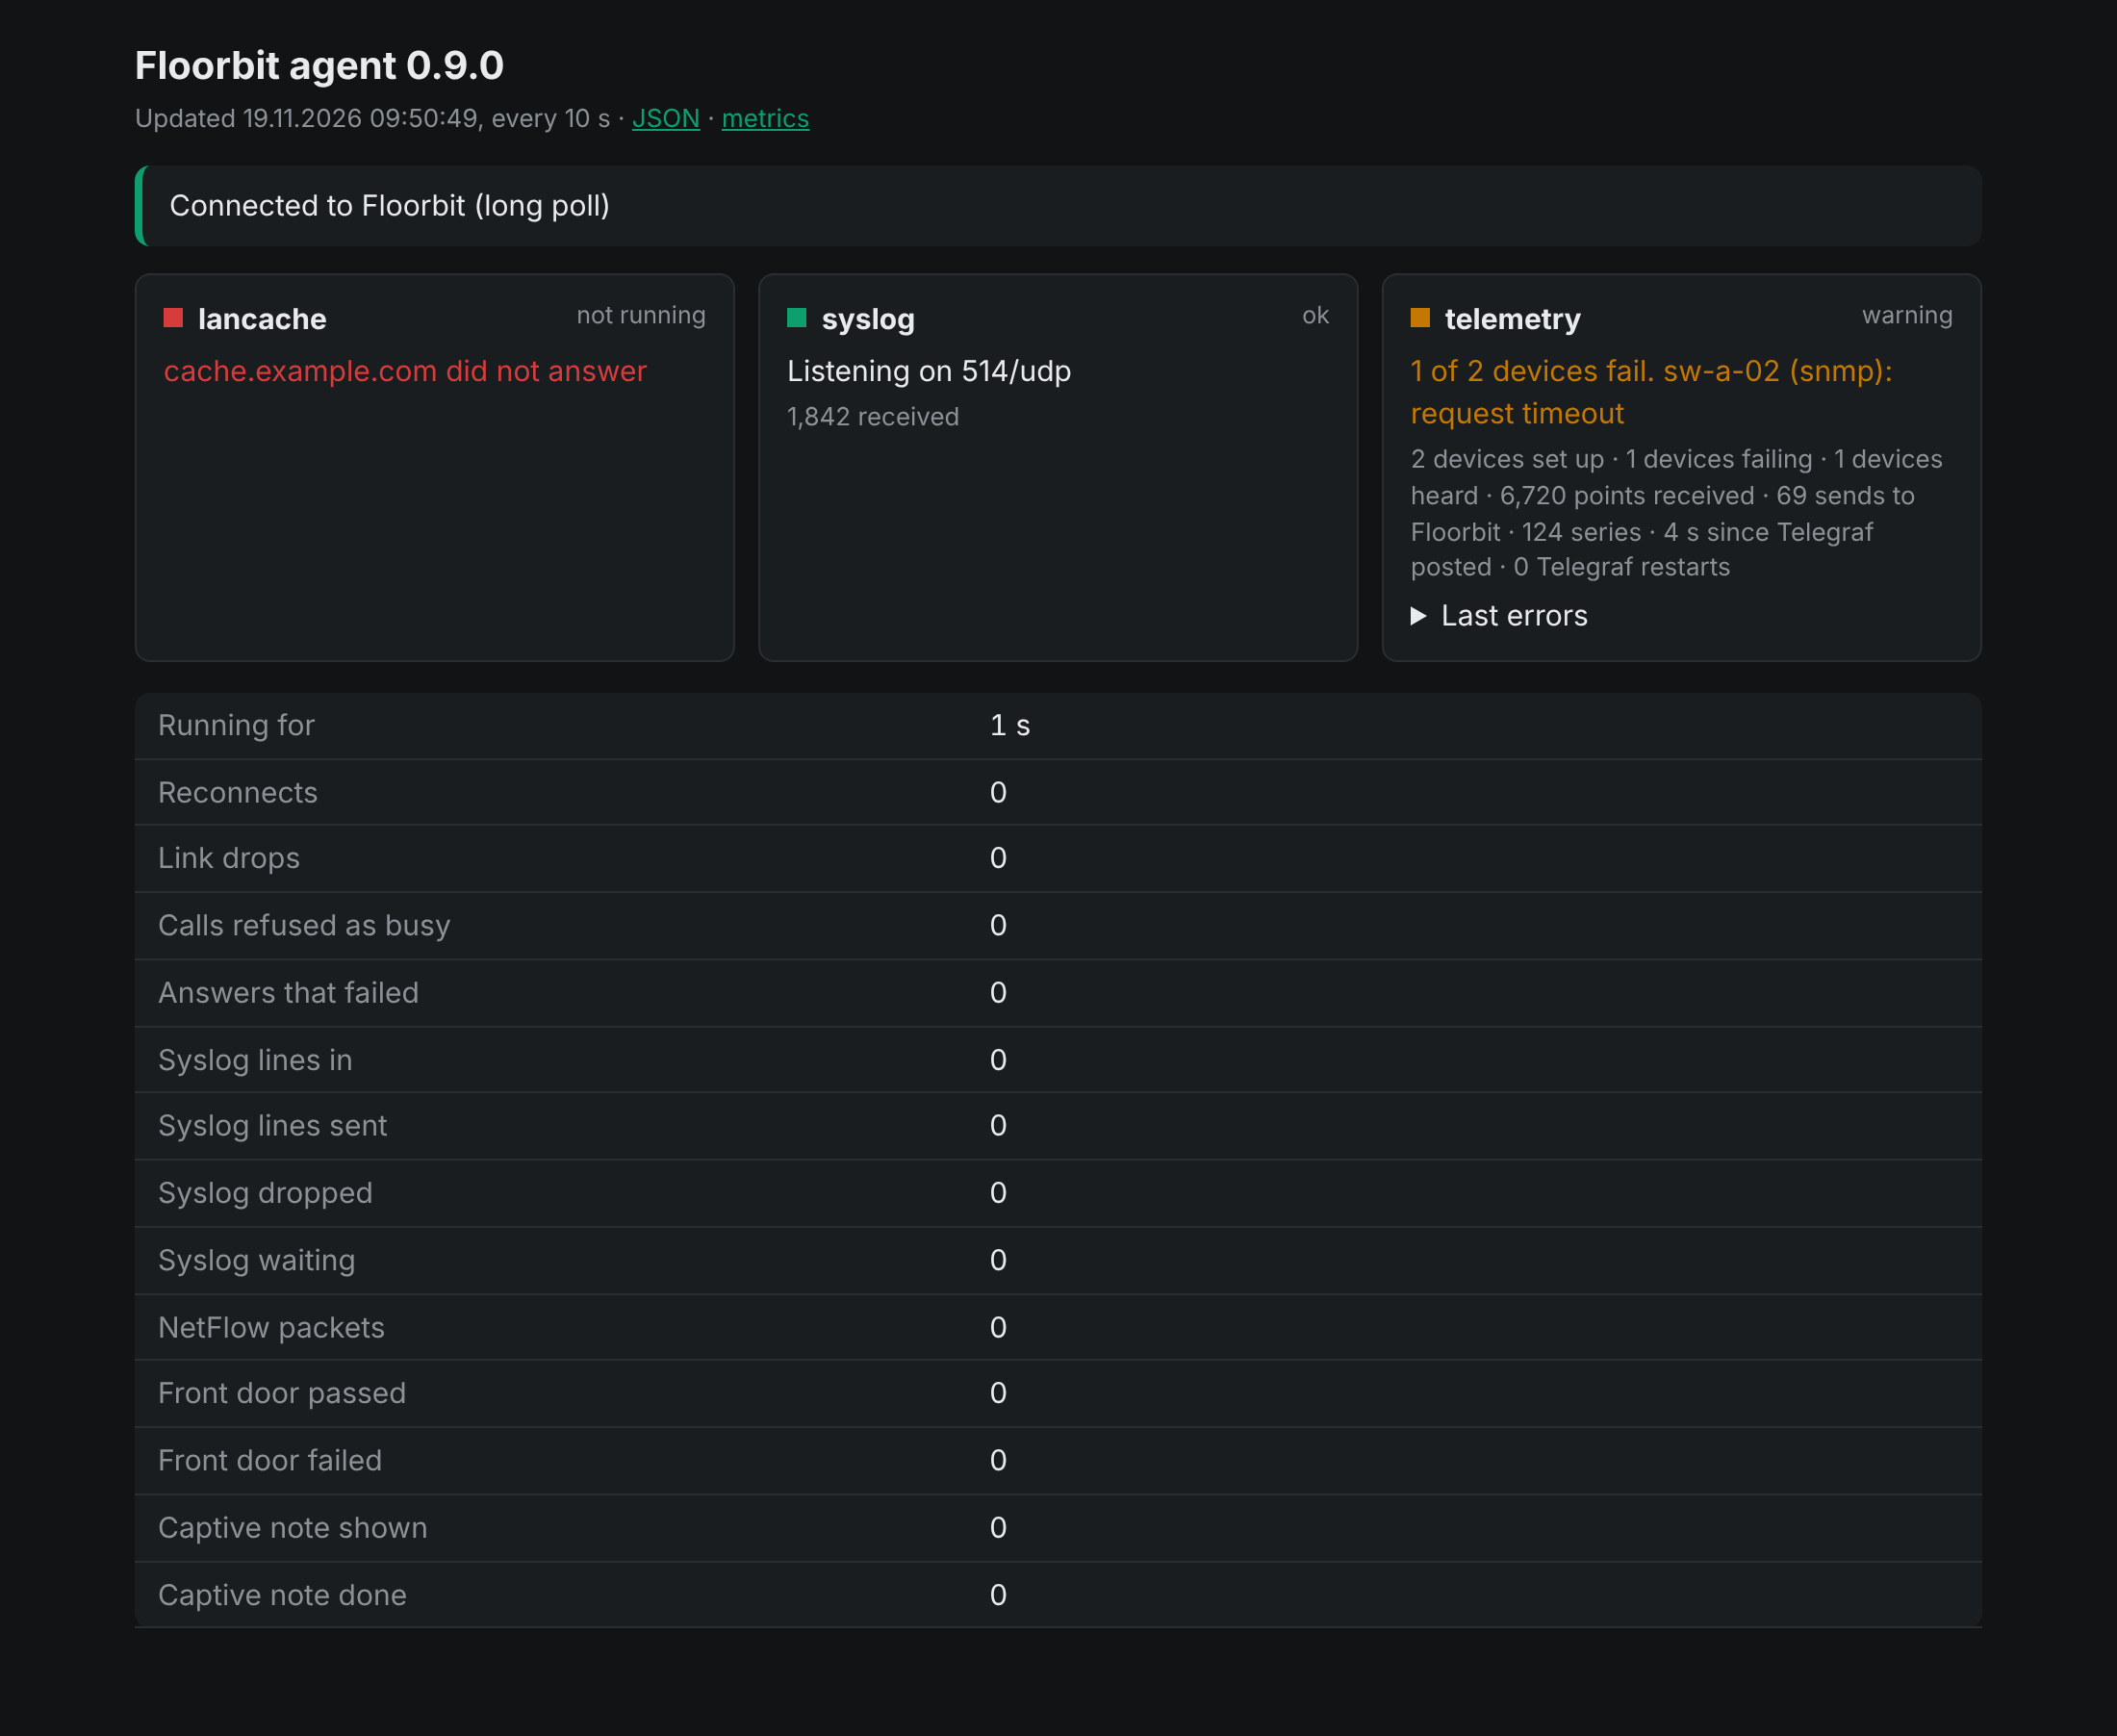 Floorbit agent 0.9.0
Updated 19.11.2026 09:50:49, every 10 s · JSON · metrics
Connected to Floorbit (long poll)
lancache not running
cache.example.com did not answer
syslog ok
Listening on 514/udp
1,842 received
telemetry warning
1 of 2 devices fail. sw-a-02 (snmp):
request timeout
2 devices set up · 1 devices failing · 1 devices
heard · 6,720 points received · 69 sends to
Floorbit · 124 series · 4 s since Telegraf
posted · 0 Telegraf restarts
▶ Last errors
Running for 1 s
Reconnects 0
Link drops 0
Calls refused as busy 0
Answers that failed 0
Syslog lines in 0
Syslog lines sent 0
Syslog dropped 0
Syslog waiting 0
NetFlow packets 0
Front door passed 0
Front door failed 0
Captive note shown 0
Captive note done 0